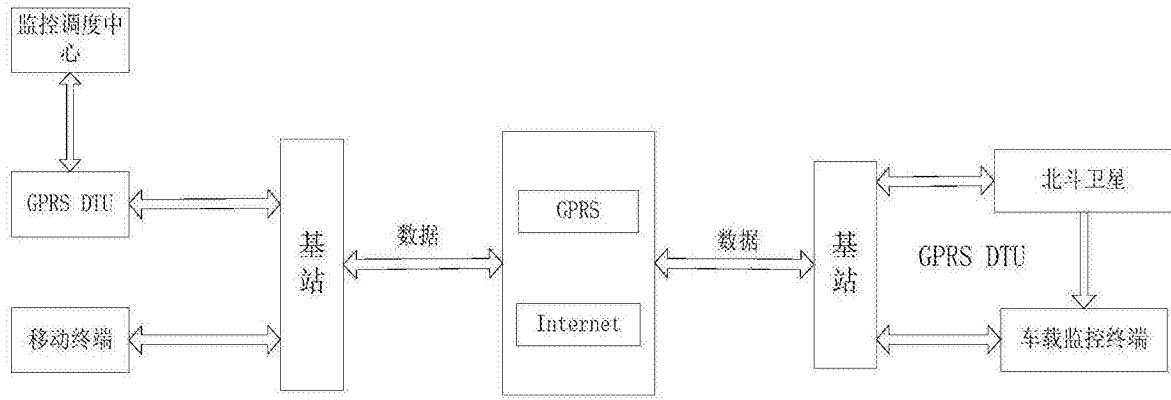 监控调度中
心
GPRS DTU
移动终端
基
站
数据
GPRS
Internet
数据
基
站
北斗卫星
GPRS DTU
车载监控终端